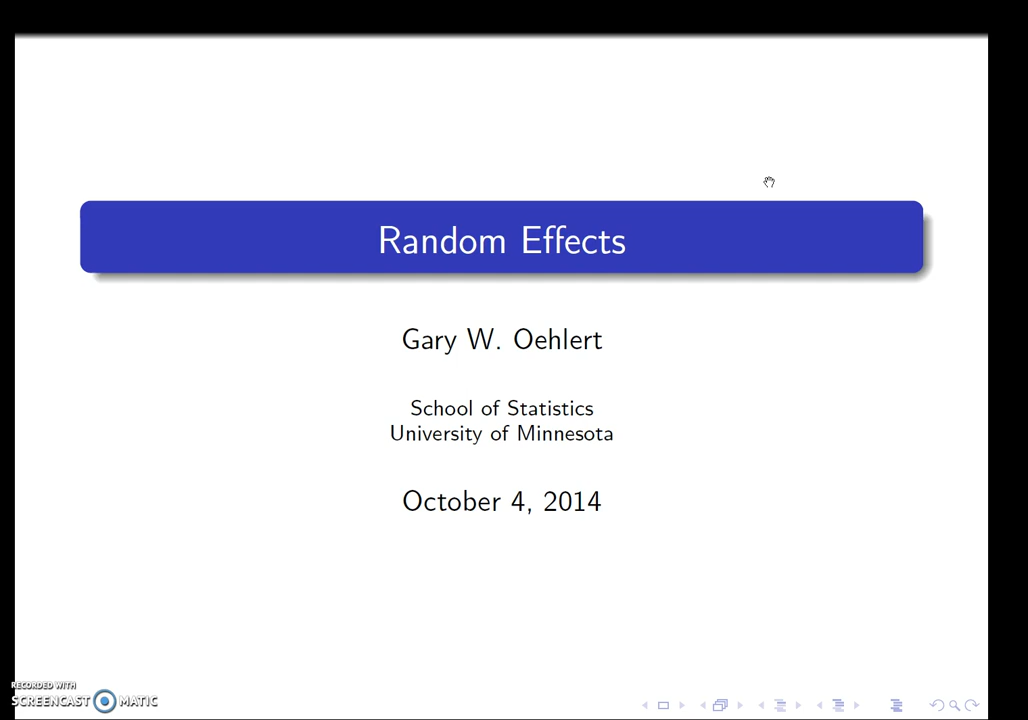 Random Effects
Gary W. Oehlert
School of Statistics
University of Minnesota
October 4, 2014
RECORDED WITH
SCREENCAST MATIC